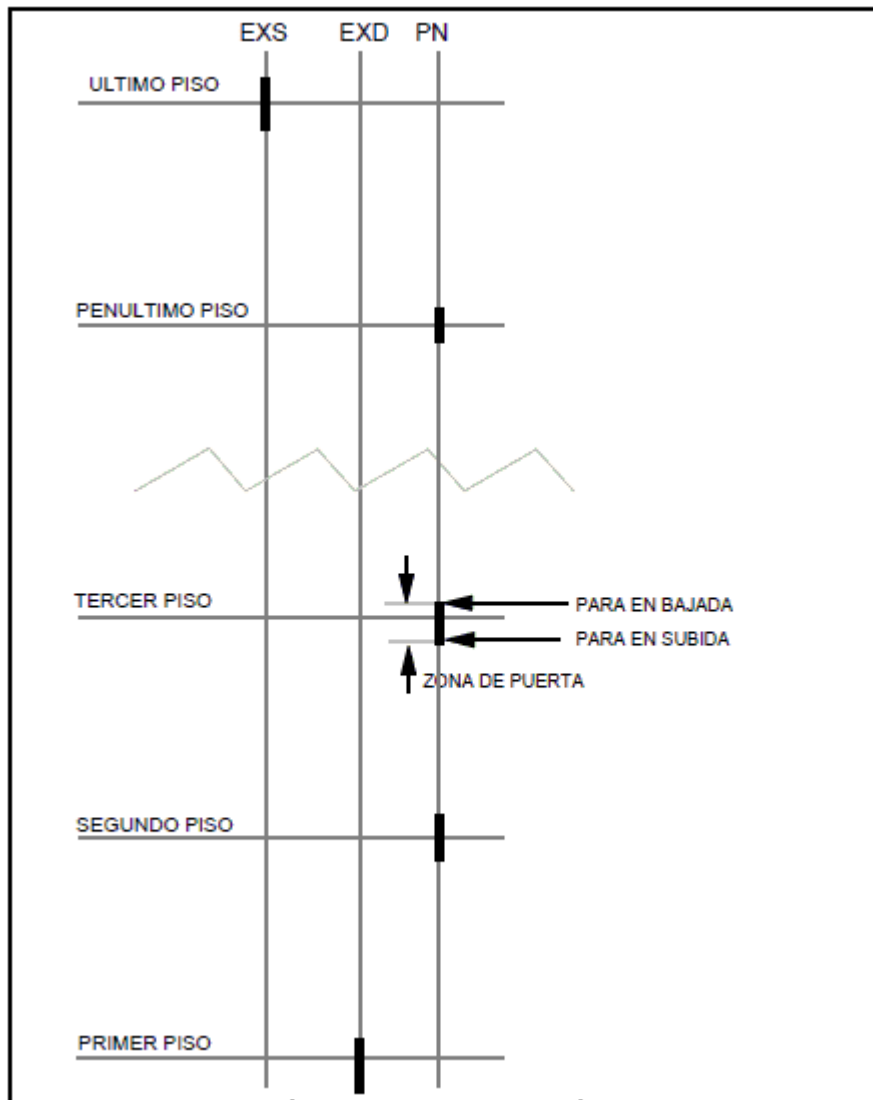 EXS EXD PN
ULTIMO PISO
PENULTIMO PISO
TERCER PISO
PARA EN BAJADA
PARA EN SUBIDA
ZONA DE PUERTA
SEGUNDO PISO
PRIMER PISO